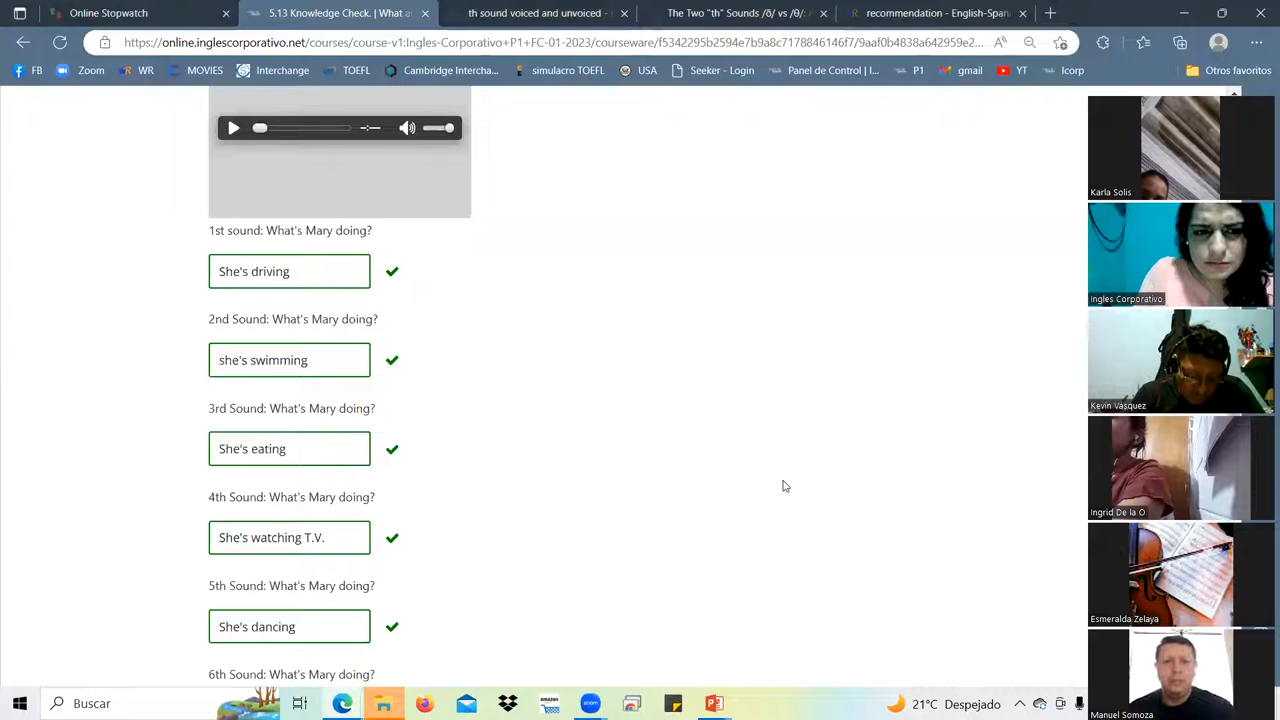 Online Stopwatch
5.13 Knowledge Check. | What a
th sound voiced and unvoiced -
The Two "th" Sounds /ð/ vs /θ/:
recommendation - English-Span
https://online.inglescorporativo.net/courses/course-v1:Ingles-Corporativo+P1+FC-01-2023/courseware/f5342295b2594e7b9a8c7178846146f7/9aaf0b4838a642959e2...
FB
Zoom
WR
MOVIES
Interchange
TOEFL
Cambridge Intercha...
simulacro TOEFL
USA
Seeker - Login
Panel de Control | I...
P1
gmail
YT
Icorp
Otros favoritos
1st sound: What's Mary doing?
She's driving
2nd Sound: What's Mary doing?
she's swimming
3rd Sound: What's Mary doing?
She's eating
4th Sound: What's Mary doing?
She's watching T.V.
5th Sound: What's Mary doing?
She's dancing
6th Sound: What's Mary doing?
Karla Solis
Ingles Corporativo
Kevin Vásquez
Ingrid De la O
Esmeralda Zelaya
Manuel Somoza
Buscar
amazon
zoom
21°C Despejado